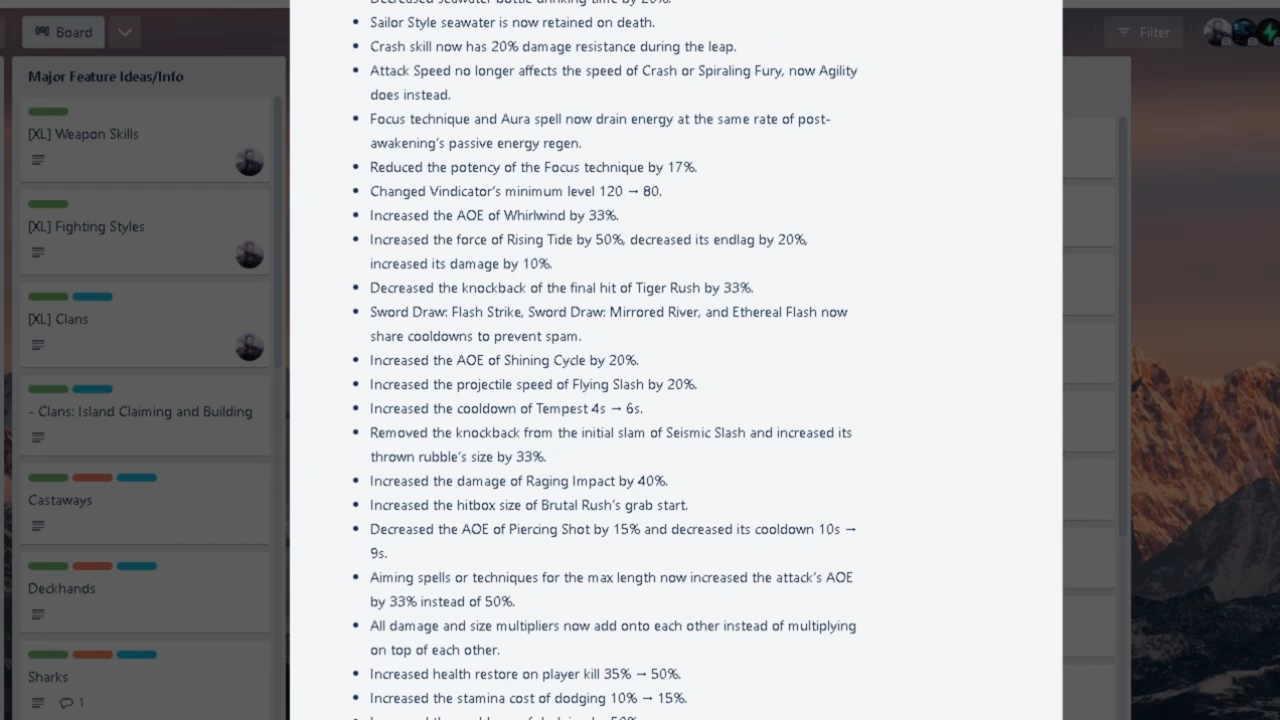 Board
Filter
Major Feature Ideas/Info
[XL] Weapon Skills
[XL] Fighting Styles
[XL] Clans
- Clans: Island Claiming and Building
Castaways
Deckhands
Sharks
1
Decreased seawater bottle drinking time by 20%.
Sailor Style seawater is now retained on death.
Crash skill now has 20% damage resistance during the leap.
Attack Speed no longer affects the speed of Crash or Spiraling Fury, now Agility
does instead.
Focus technique and Aura spell now drain energy at the same rate of post-
awakening's passive energy regen.
Reduced the potency of the Focus technique by 17%.
Changed Vindicator's minimum level 120 → 80.
Increased the AOE of Whirlwind by 33%.
Increased the force of Rising Tide by 50%, decreased its endlag by 20%,
increased its damage by 10%.
Decreased the knockback of the final hit of Tiger Rush by 33%.
Sword Draw: Flash Strike, Sword Draw: Mirrored River, and Ethereal Flash now
share cooldowns to prevent spam.
Increased the AOE of Shining Cycle by 20%.
Increased the projectile speed of Flying Slash by 20%.
Increased the cooldown of Tempest 4s → 6s.
Removed the knockback from the initial slam of Seismic Slash and increased its
thrown rubble's size by 33%.
Increased the damage of Raging Impact by 40%.
Increased the hitbox size of Brutal Rush's grab start.
Decreased the AOE of Piercing Shot by 15% and decreased its cooldown 10s →
9s.
Aiming spells or techniques for the max length now increased the attack's AOE
by 33% instead of 50%.
All damage and size multipliers now add onto each other instead of multiplying
on top of each other.
Increased health restore on player kill 35% → 50%.
Increased the stamina cost of dodging 10% → 15%.